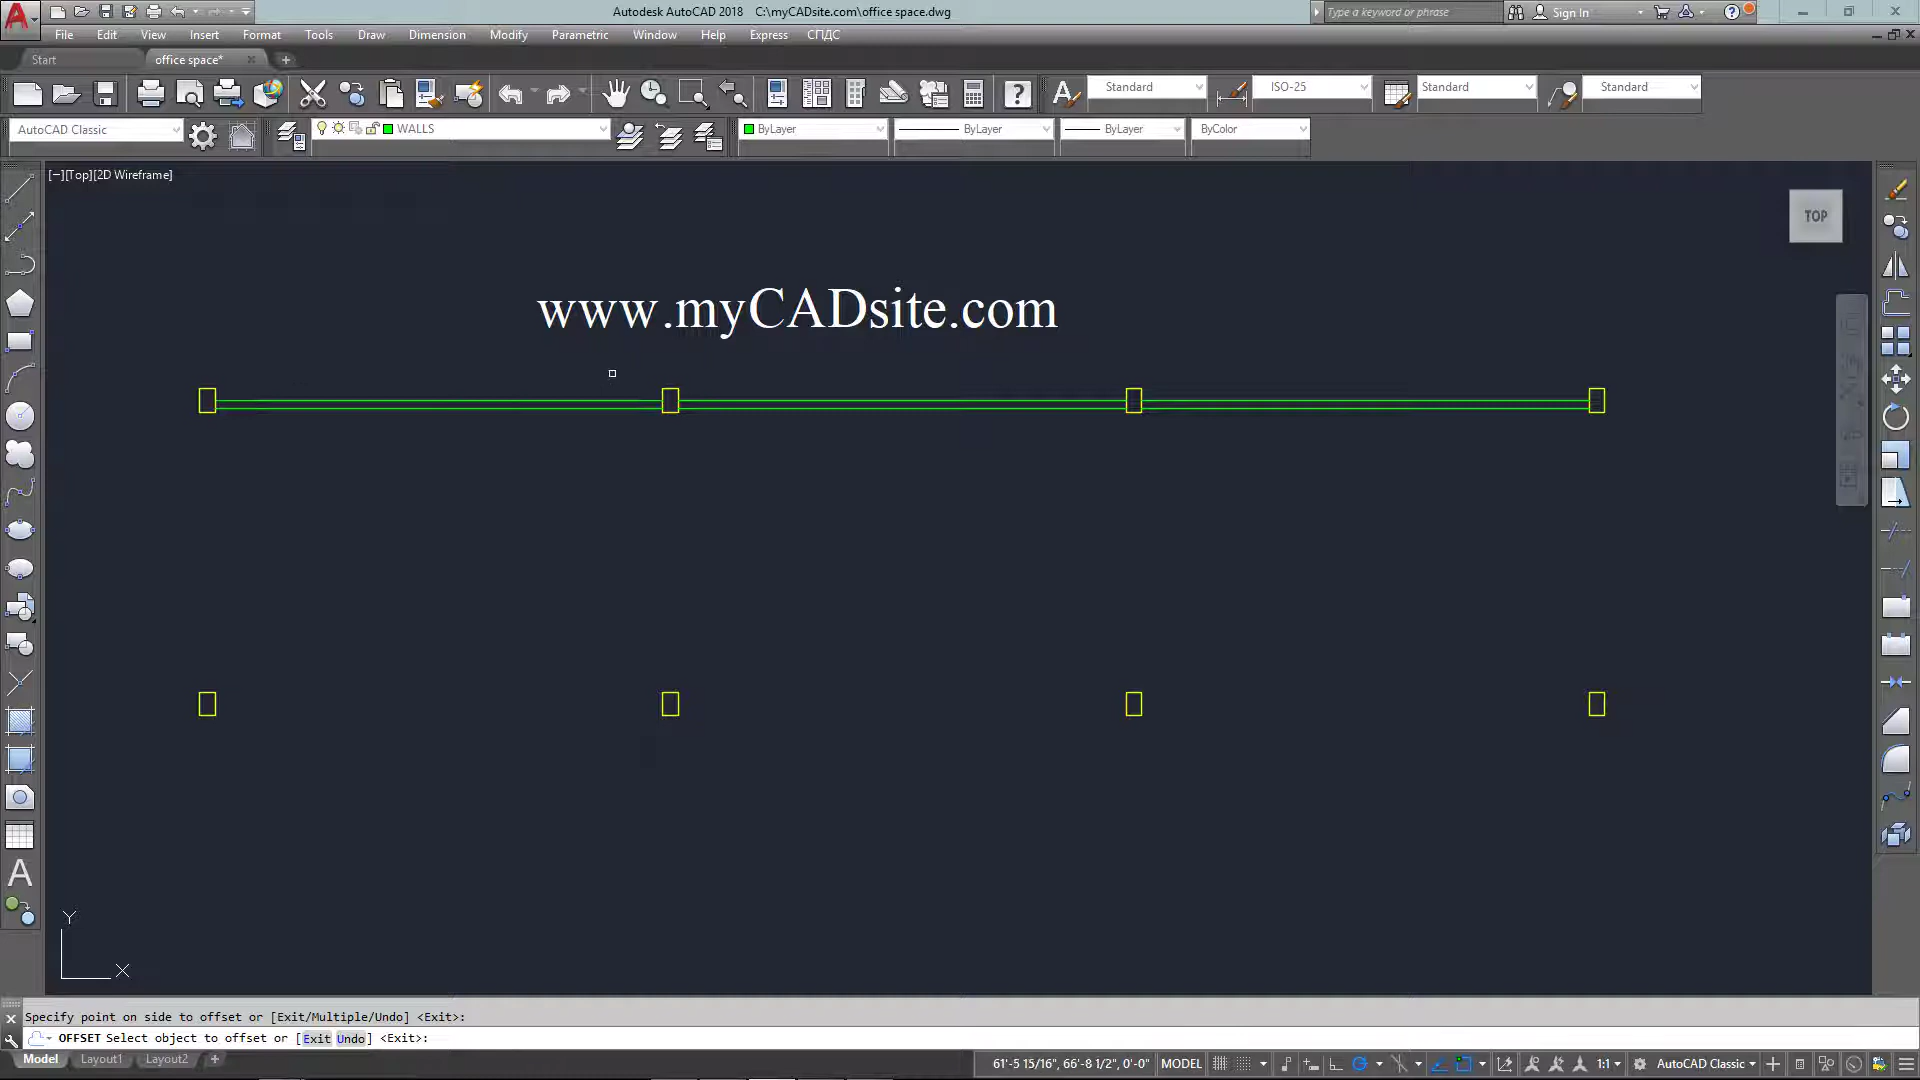 Autodesk AutoCAD 2018   C:\myCADsite.com\office space.dwg
Type a keyword or phrase
Sign In
File Edit View Insert Format Tools Draw Dimension Modify Parametric Window Help Express СПДС
Start office space*
Standard ISO-25 Standard Standard
AutoCAD Classic WALLS ByLayer ByLayer ByLayer ByColor
[−][Top][2D Wireframe]
TOP
www.myCADsite.com
Y
X
Specify point on side to offset or [Exit/Multiple/Undo] <Exit>:
OFFSET Select object to offset or [Exit Undo] <Exit>:
Model Layout1 Layout2 +
61'-5 15/16", 66'-8 1/2", 0'-0" MODEL 1:1 AutoCAD Classic